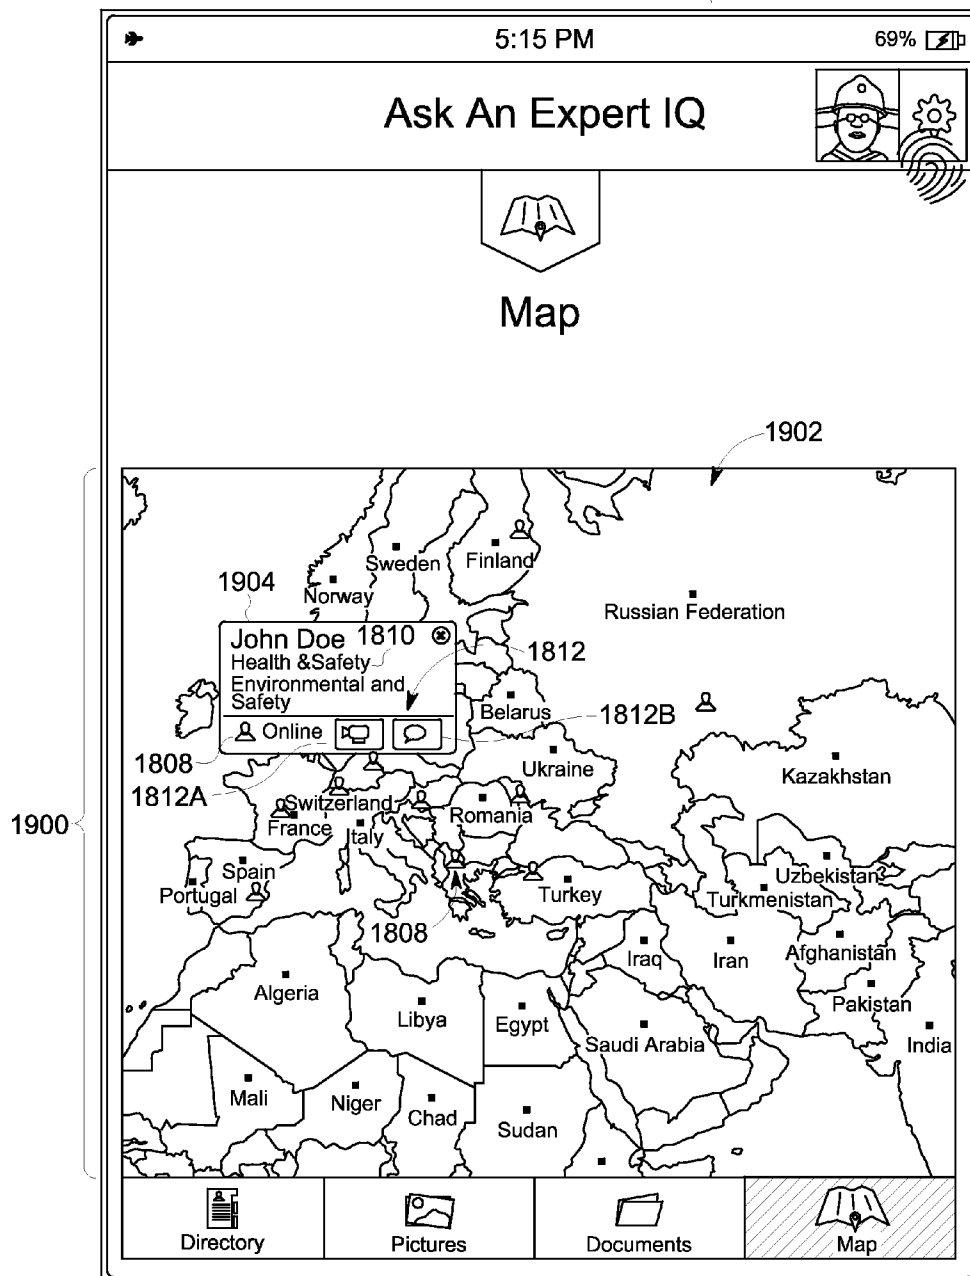 5:15 PM
69%
Ask An Expert IQ
Map
1902
Sweden
Finland
Norway
1904
Russian Federation
John Doe
1810
Health &Safety
Environmental and
Safety
1812
Belarus
1812B
Online
1808
1812A
Ukraine
Kazakhstan
Switzerland
Romania
1900
France
Italy
Spain
Portugal
Turkey
Uzbekistan
Turkmenistan
1808
Iraq
Iran
Afghanistan
Algeria
Libya
Egypt
Pakistan
Saudi Arabia
India
Mali
Niger
Chad
Sudan
Directory
Pictures
Documents
Map